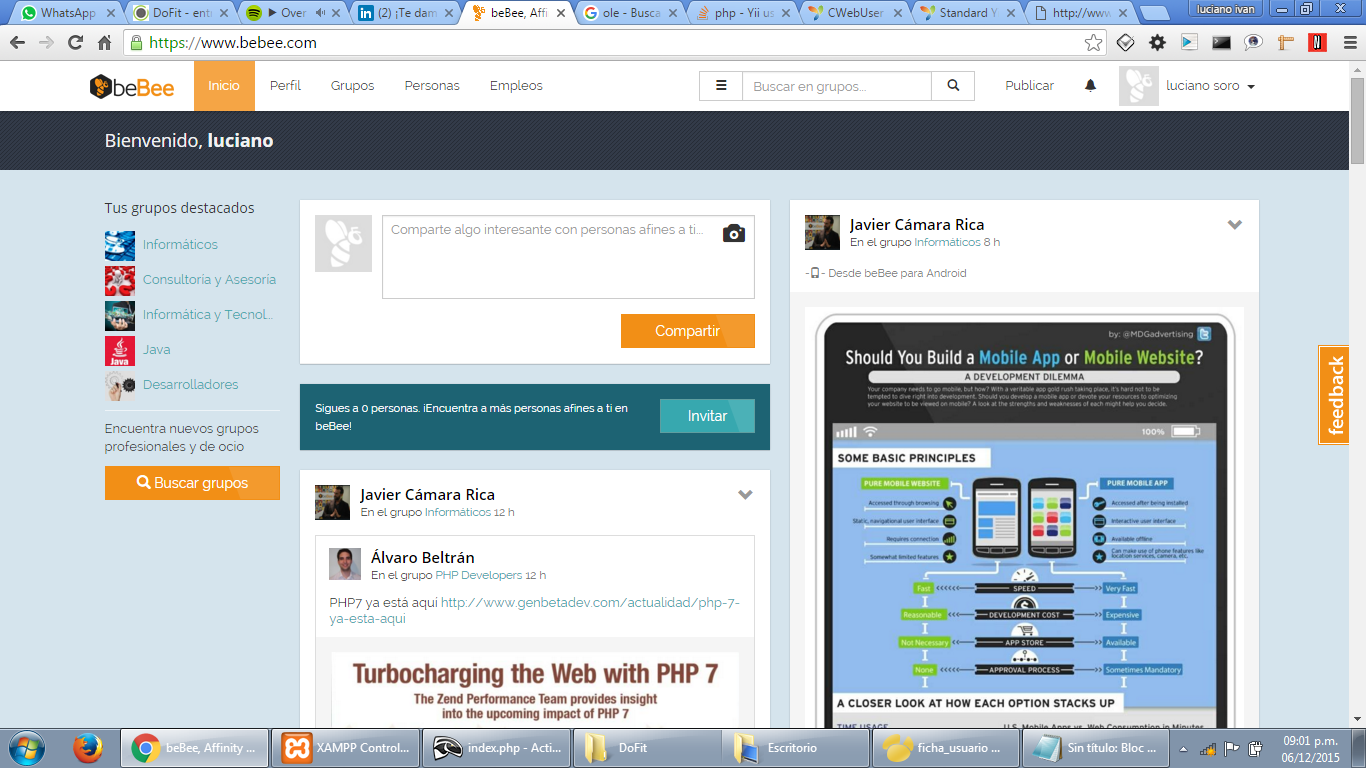 WhatsApp
DoFit - ent
Over
(2) ¡Te dam
beBee, Affi
ole - Busca
php - Yii us
CWebUser
Standard Y
http://www
luciano ivan
https://www.bebee.com
beBee
Inicio
Perfil
Grupos
Personas
Empleos
Buscar en grupos...
Publicar
luciano soro
Bienvenido, luciano
Tus grupos destacados
Informáticos
Consultoría y Asesoría
Informática y Tecnol...
Java
Java
Desarrolladores
Encuentra nuevos grupos
profesionales y de ocio
Buscar grupos
Comparte algo interesante con personas afines a ti...
Compartir
Sigues a 0 personas. ¡Encuentra a más personas afines a ti en
beBee!
Invitar
Javier Cámara Rica
En el grupo Informáticos 12 h
Álvaro Beltrán
En el grupo PHP Developers 12 h
PHP7 ya está aquí http://www.genbetadev.com/actualidad/php-7-
ya-esta-aqui
Turbocharging the Web with PHP 7
The Zend Performance Team provides insight
into the upcoming impact of PHP 7
Javier Cámara Rica
En el grupo Informáticos 8 h
- - Desde beBee para Android
by: @MDGadvertising
Should You Build a Mobile App or Mobile Website?
A DEVELOPMENT DILEMMA
Your company needs to go mobile, but how? With a veritable app gold rush taking place, it's hard not to be
tempted to dive right into development. Should you develop a mobile app or devote your resources to optimizing
your website to be viewed on mobile? A look at the strengths and weaknesses of each might help you decide.
100%
SOME BASIC PRINCIPLES
PURE MOBILE WEBSITE
PURE MOBILE APP
Accessed through browsing
Accessed after being installed
Static, navigational user interface
Interactive user interface
Requires connection
Available offline
Somewhat limited features
Can make use of phone features like
location services, camera, etc.
Fast
SPEED
Very Fast
Reasonable
DEVELOPMENT COST
Expensive
Not Necessary
APP STORE
Available
None
APPROVAL PROCESS
Sometimes Mandatory
A CLOSER LOOK AT HOW EACH OPTION STACKS UP
TIME USAGE
U.S. Mobile Apps vs. Web Consumption in Minutes
feedback
beBee, Affinity ...
XAMPP Control...
index.php - Acti...
DoFit
Escritorio
ficha_usuario ...
Sin título: Bloc ...
09:01 p.m.
06/12/2015